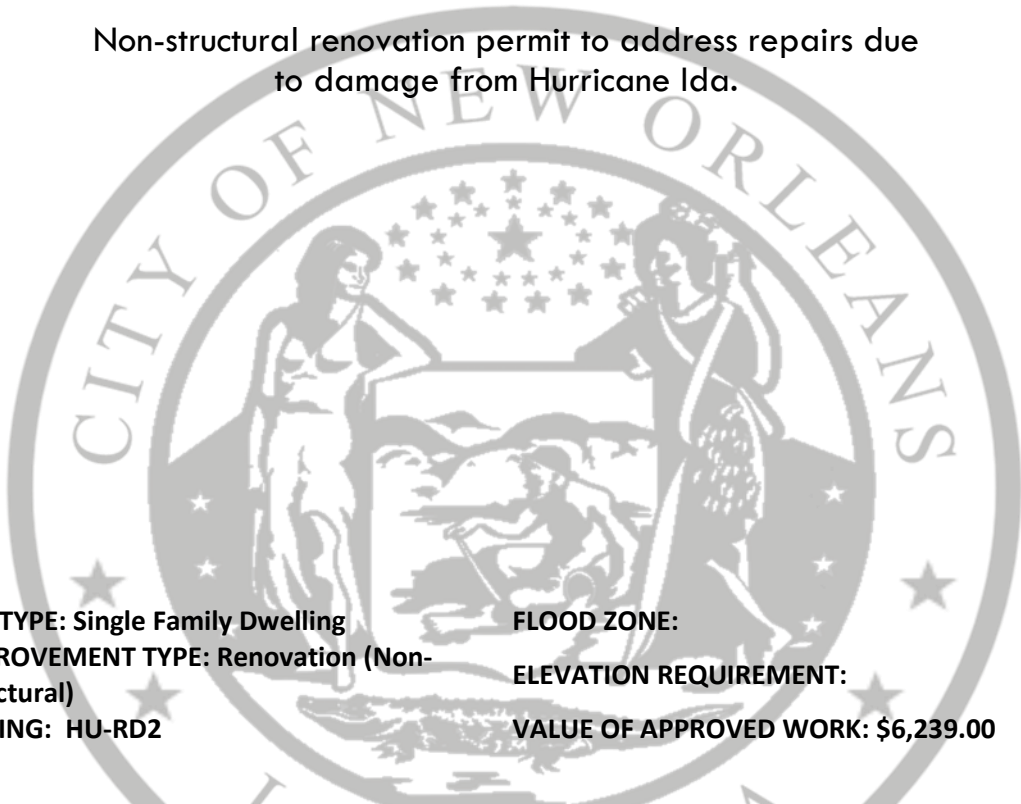 Non-structural renovation permit to address repairs due
to damage from Hurricane Ida.
CITY OF NEW ORLEANS
TYPE: Single Family Dwelling
ROVEMENT TYPE: Renovation (Non-
ctural)
ING: HU-RD2
FLOOD ZONE:
ELEVATION REQUIREMENT:
VALUE OF APPROVED WORK: $6,239.00